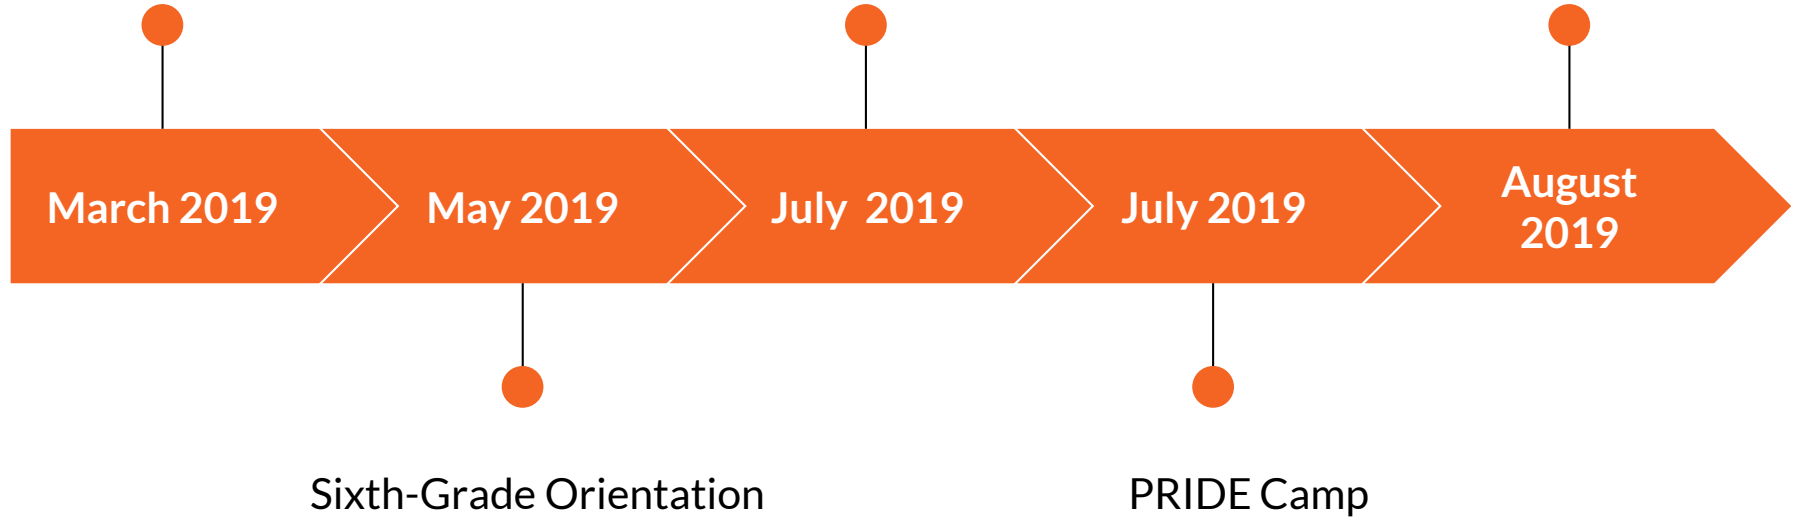 March 2019
May 2019
July  2019
July 2019
August
2019
Sixth-Grade Orientation
PRIDE Camp